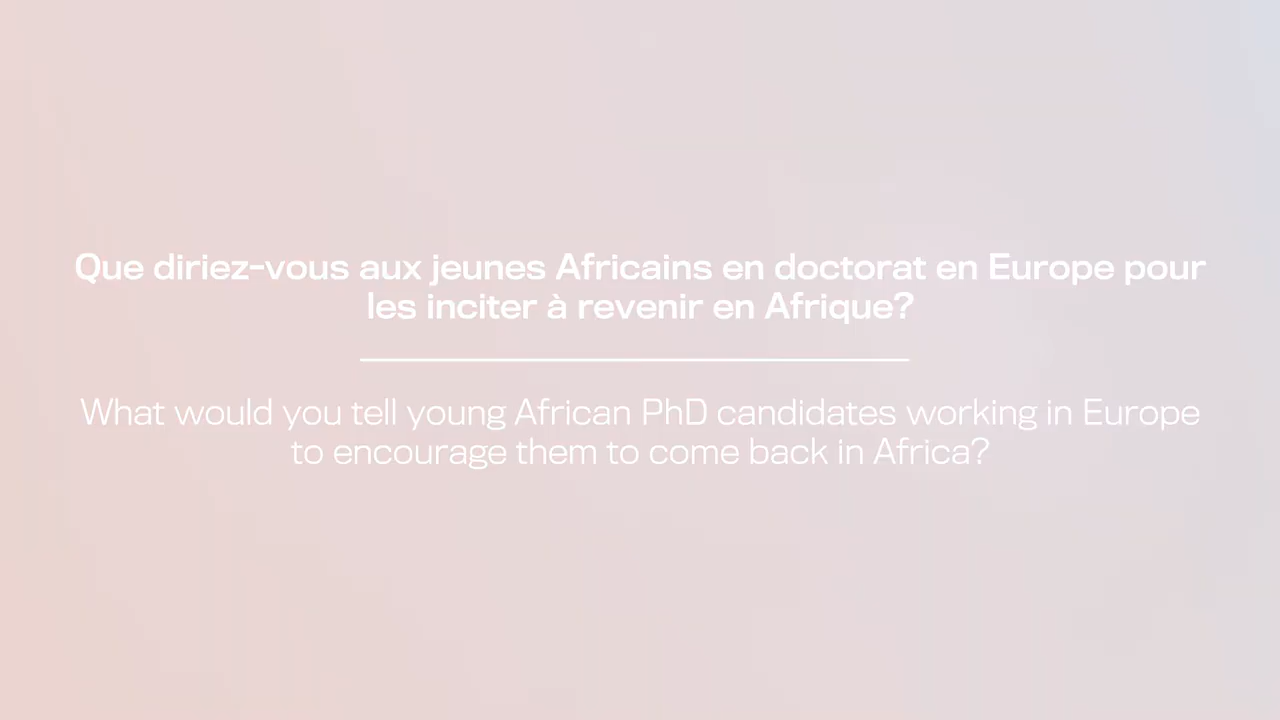 Que diriez-vous aux jeunes Africains en doctorat en Europe pour
les inciter à revenir en Afrique?
What would you tell young African PhD candidates working in Europe
to encourage them to come back in Africa?